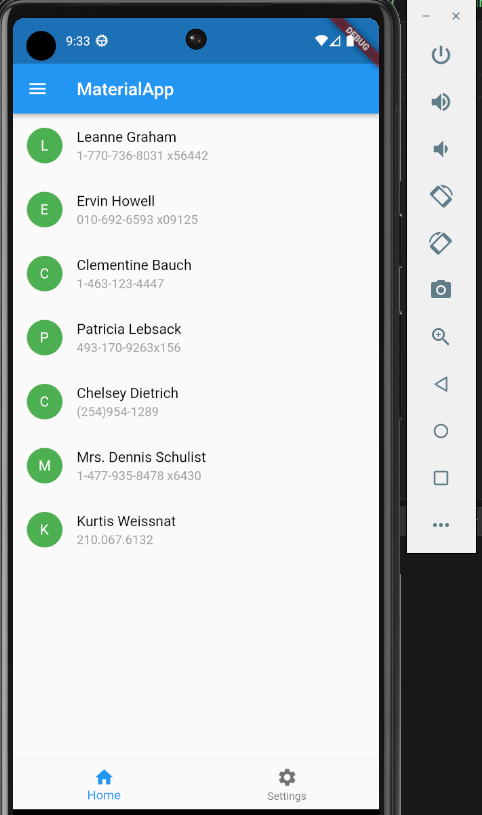 9:33
DEBUG
MaterialApp
L
Leanne Graham
1-770-736-8031 x56442
E
Ervin Howell
010-692-6593 x09125
C
Clementine Bauch
1-463-123-4447
P
Patricia Lebsack
493-170-9263x156
C
Chelsey Dietrich
(254)954-1289
M
Mrs. Dennis Schulist
1-477-935-8478 x6430
K
Kurtis Weissnat
210.067.6132
Home
Settings